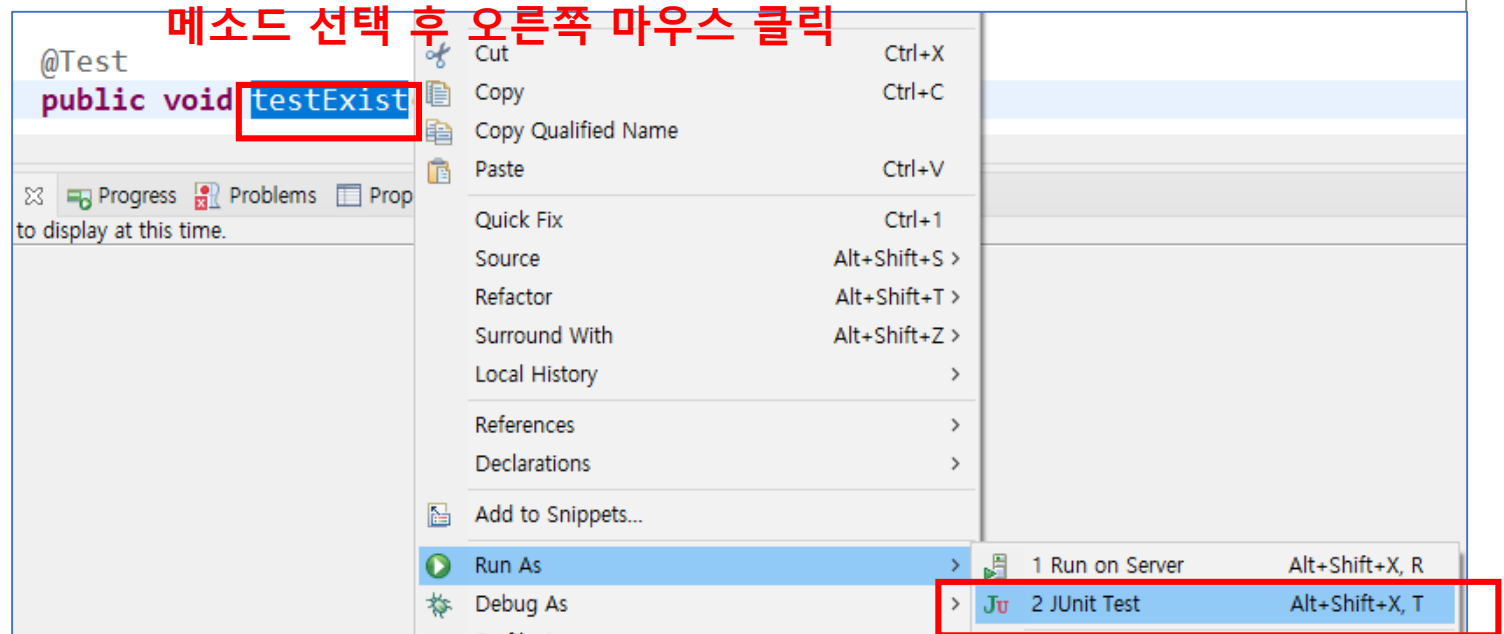 메소드 선택 후 오른쪽 마우스 클릭
@Test
public void testExist
Progress Problems Prop
to display at this time.
Cut Ctrl+X
Copy Ctrl+C
Copy Qualified Name
Paste Ctrl+V
Quick Fix Ctrl+1
Source Alt+Shift+S >
Refactor Alt+Shift+T >
Surround With Alt+Shift+Z >
Local History >
References >
Declarations >
Add to Snippets...
Run As >
Debug As >
1 Run on Server Alt+Shift+X, R
JU 2 JUnit Test Alt+Shift+X, T